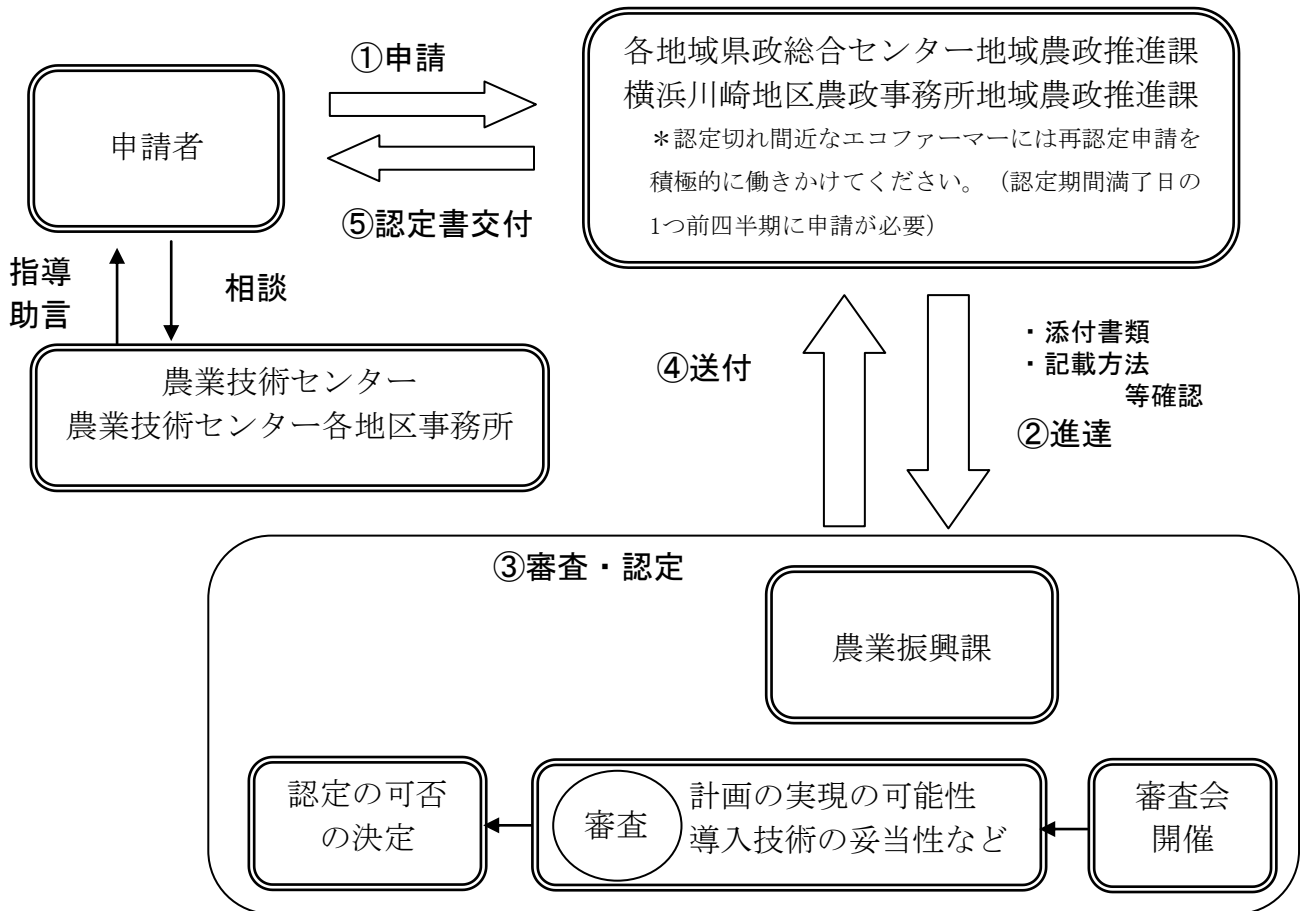 ①申請
申請者
各地域県政総合センター地域農政推進課
横浜川崎地区農政事務所地域農政推進課
＊認定切れ間近なエコファーマーには再認定申請を
積極的に働きかけてください。（認定期間満了日の
1つ前四半期に申請が必要）
⑤認定書交付
指導
助言
相談
農業技術センター
農業技術センター各地区事務所
④送付
・添付書類
・記載方法
等確認
②進達
③審査・認定
農業振興課
認定の可否
の決定
審査
計画の実現の可能性
導入技術の妥当性など
審査会
開催